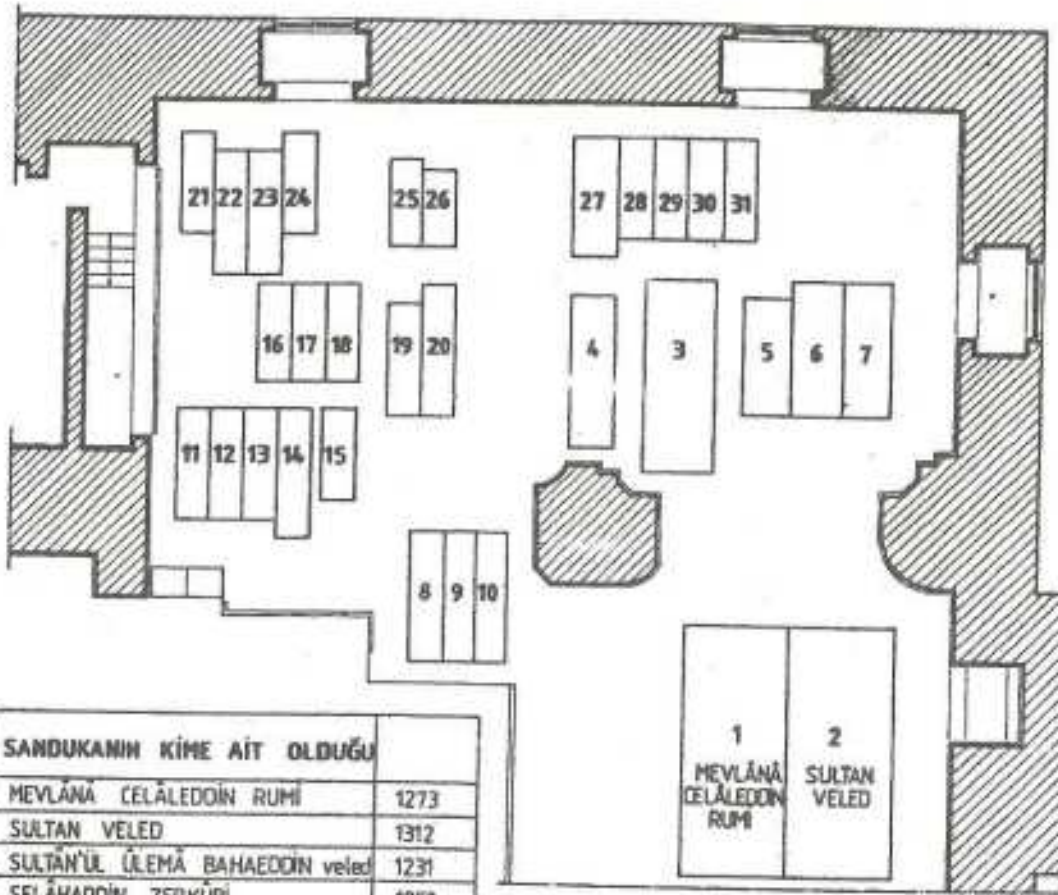 21 22 23 24
25 26
27 28 29 30 31
16 17 18
19 20
4
3
5 6 7
11 12 13 14
15
8 9 10
1
MEVLÂNÂ
CELÂLEDDİN
RUMİ
2
SULTAN
VELED
SANDUKANIN KİME AİT OLDUĞU
MEVLÂNÂ CELÂLEDDİN RUMİ 1273
SULTAN VELED 1312
SULTÂN'ÜL ÜLEMÂ BAHAEDDİN veled 1231